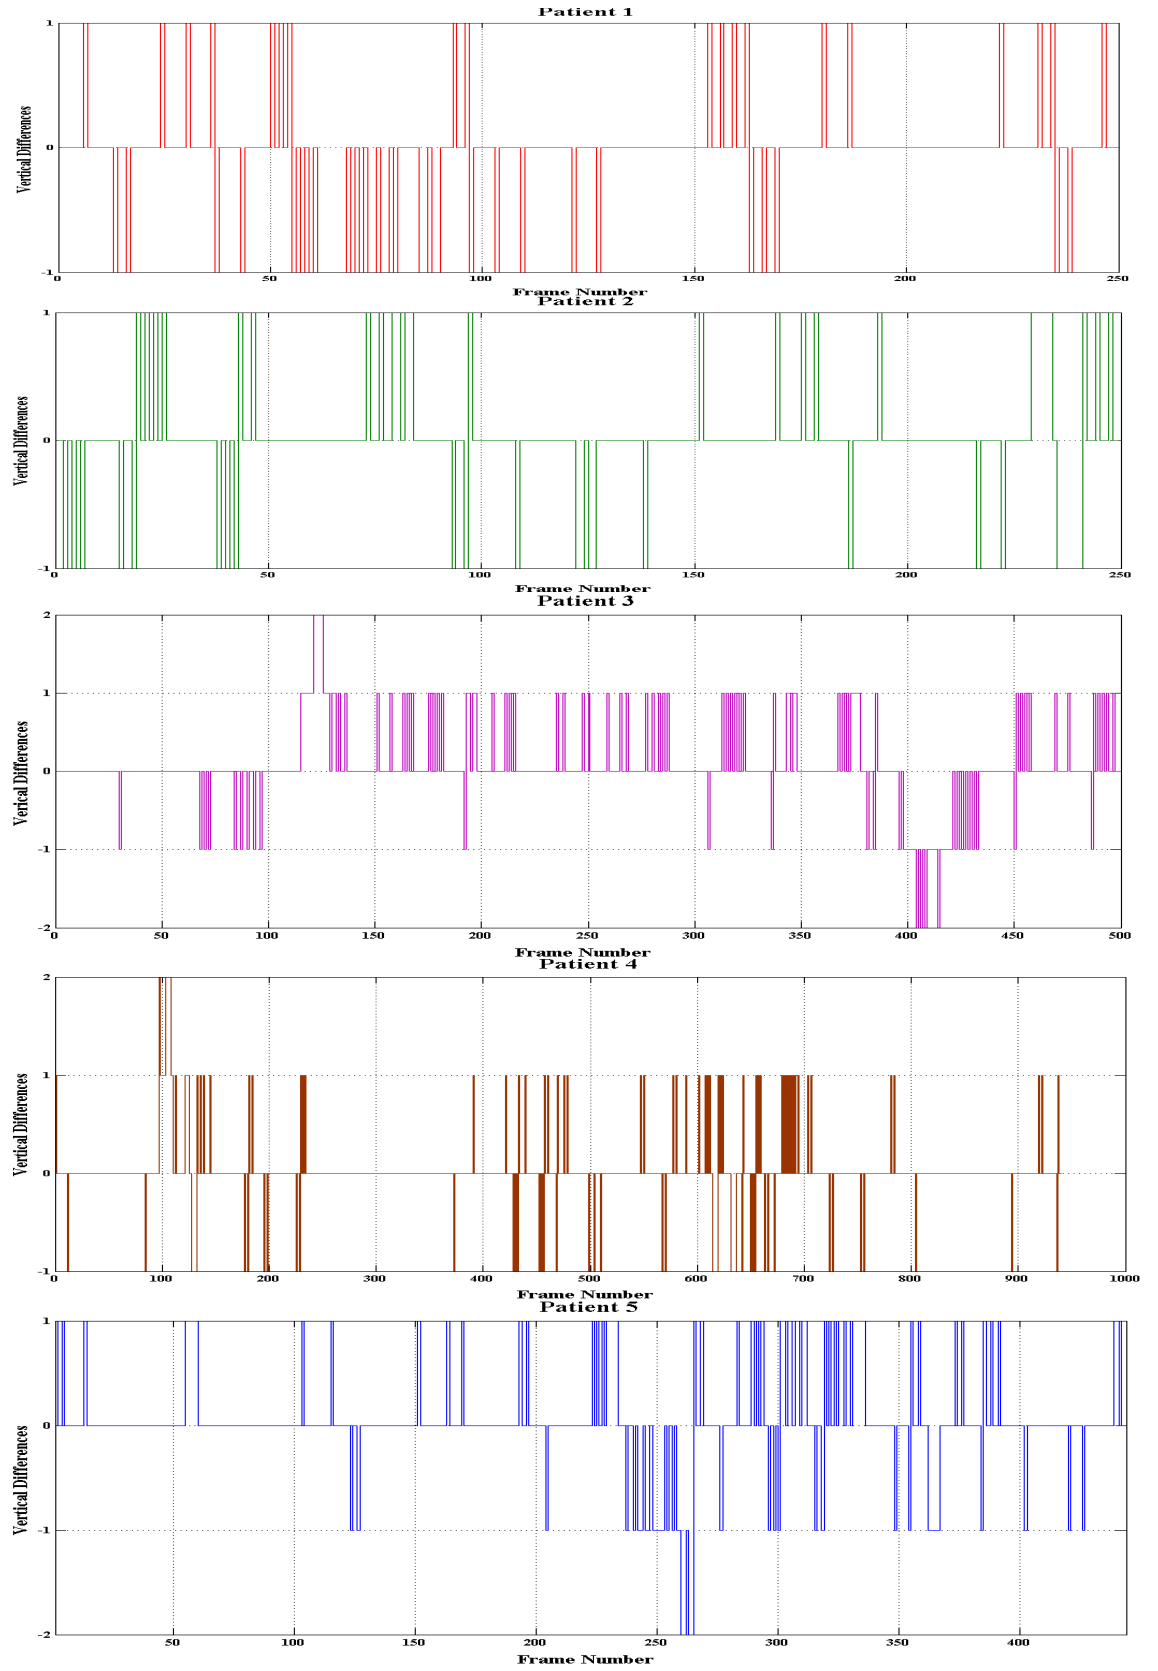 Patient 1
1
0
-1
Vertical Differences
0 50 100 150 200 250
Frame Number
Patient 2
1
0
-1
Vertical Differences
0 50 100 150 200 250
Frame Number
Patient 3
2
1
0
-1
-2
Verical Differences
0 50 100 150 200 250 300 350 400 450 500
Frame Number
Patient 4
2
1
0
-1
Vertical Differences
0 100 200 300 400 500 600 700 800 900 1000
Frame Number
Patient 5
1
0
-1
-2
Vertical Differences
50 100 150 200 250 300 350 400
Frame Number